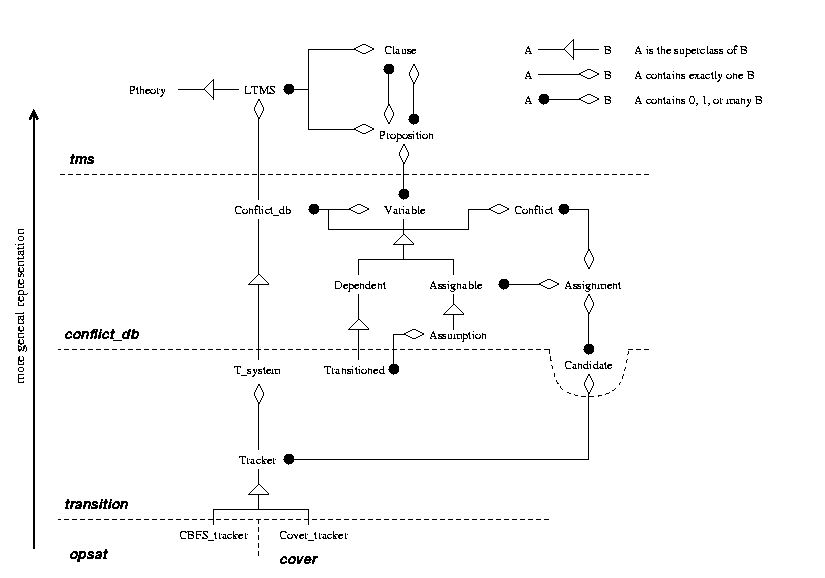 Clause
A B A is the superclass of B
A B A contains exactly one B
Ptheory LTMS
A B A contains 0, 1, or many B
Proposition
tms
Conflict_db Variable Conflict
more general representation
Dependent Assignable Assignment
conflict_db Assumption
T_system Transitioned Candidate
Tracker
transition
CBFS_tracker Cover_tracker
opsat cover